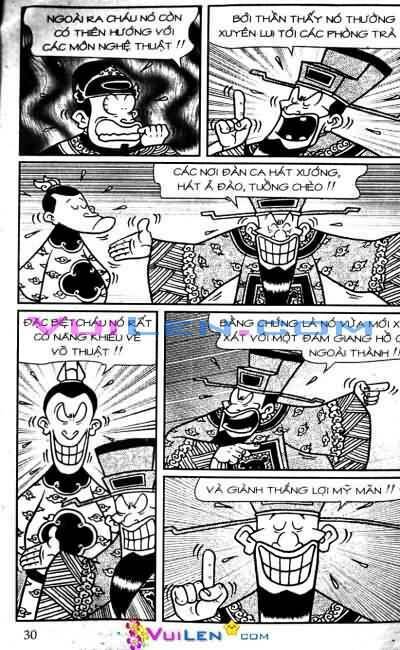 NGOÀI RA CHÁU NÓ CÒN
CÓ THIÊN HƯỚNG VỚI
CÁC MÔN NGHỆ THUẬT !!
BỞI THẦN THẤY NÓ THƯỜNG
XUYÊN LUI TỚI CÁC PHÒNG TRÀ
CÁC NƠI ĐÀN CA HÁT XƯỚNG,
HÁT Ả ĐÀO, TUỒNG CHÈO !!
ĐẶC BIỆT CHÁU NÓ RẤT
CÓ NĂNG KHIẾU VỀ
VÕ THUẬT !!
BẰNG CHỨNG LÀ NÓ VỪA MỚI X
XÁT VỚI MỘT ĐÁM GIANG HỒ
NGOÀI THÀNH !!
VÀ GIÀNH THẮNG LỢI MỸ MÃN !!
VUILEN.COM
30
VUILEN.COM